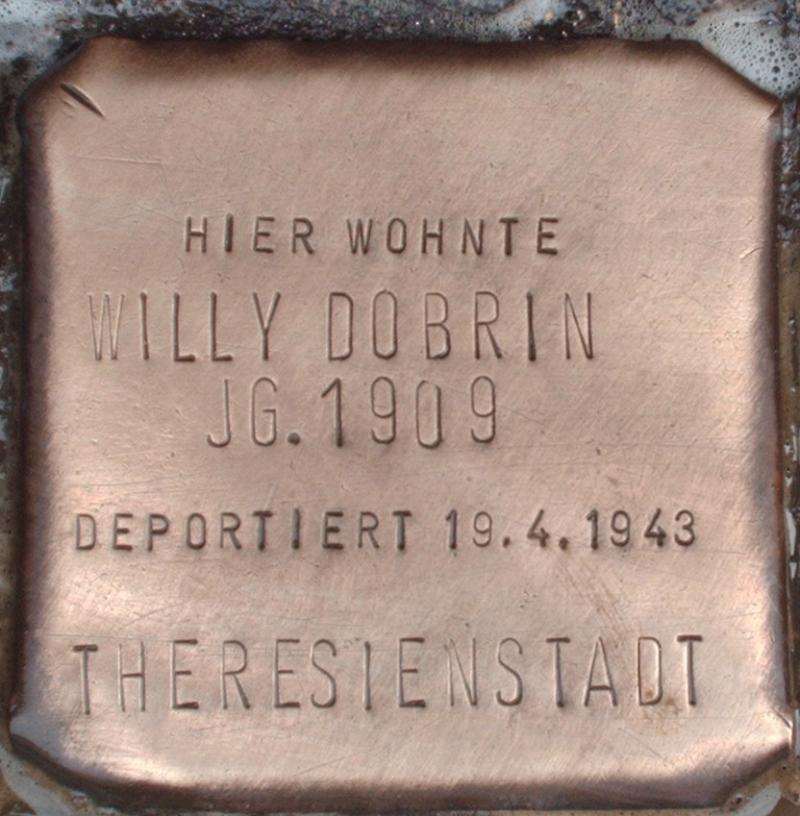 HIER WOHNTE
WILLY DOBRIN
JG. 1909
DEPORTIERT 19.4.1943
THERESIENSTADT